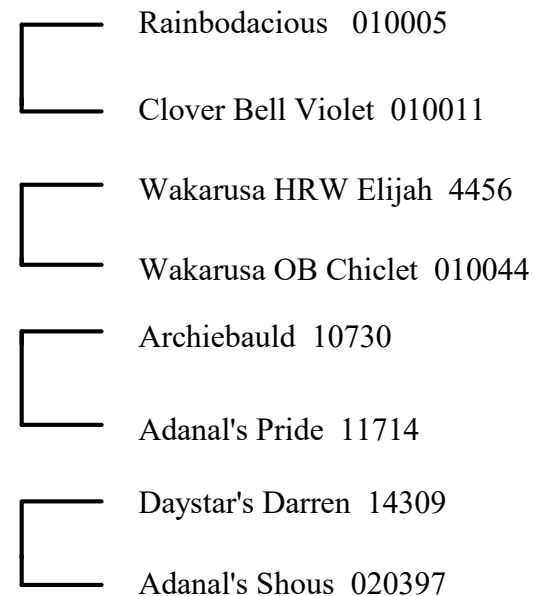 Rainbodacious 010005
Clover Bell Violet 010011
Wakarusa HRW Elijah 4456
Wakarusa OB Chiclet 010044
Archiebauld 10730
Adanal's Pride 11714
Daystar's Darren 14309
Adanal's Shous 020397